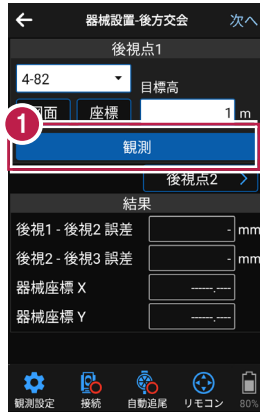 ← 器械設置-後方交会 次へ
後視点1
4-82 目標高
面 座標 1 m
1
観測
後視点2 >
結果
後視1 - 後視2 誤差 - mm
後視2 - 後視3 誤差 - mm
器械座標 X ------.----
器械座標 Y ------.----
観測設定 接続 自動追尾 リモコン 80%